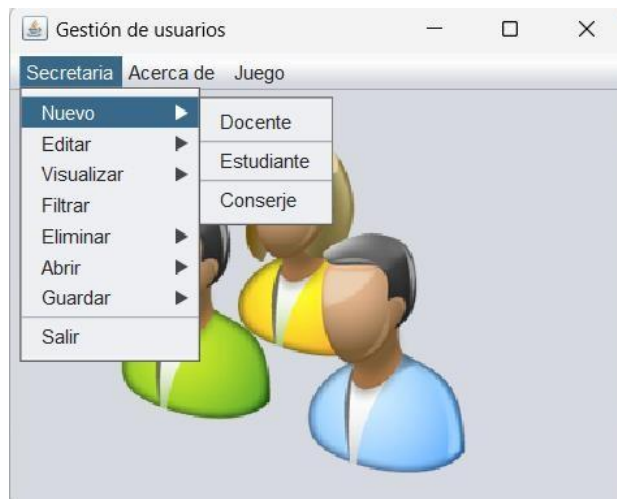 Gestión de usuarios
Secretaria Acerca de Juego
Nuevo
Editar
Visualizar
Filtrar
Eliminar
Abrir
Guardar
Salir
Docente
Estudiante
Conserje